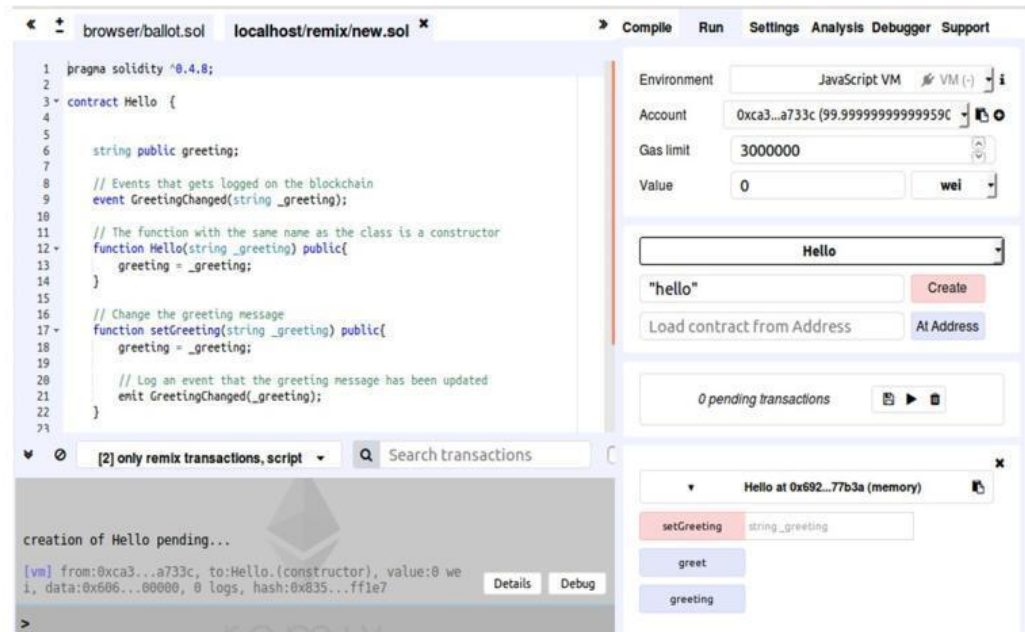 browser/ballot.sol localhost/remix/new.sol
1 pragma solidity ^0.4.8;
2
3 contract Hello {
4
5
6 string public greeting;
7
8 // Events that gets logged on the blockchain
9 event GreetingChanged(string _greeting);
10
11 // The function with the same name as the class is a constructor
12 function Hello(string _greeting) public{
13 greeting = _greeting;
14 }
15
16 // Change the greeting message
17 function setGreeting(string _greeting) public{
18 greeting = _greeting;
19
20 // Log an event that the greeting message has been updated
21 emit GreetingChanged(_greeting);
22 }
23
[2] only remix transactions, script Search transactions
creation of Hello pending...
[vm] from:0xca3...a733c, to:Hello.(constructor), value:0 we
i, data:0x606...00000, 0 logs, hash:0x835...ff1e7
Details Debug
>
Compile Run Settings Analysis Debugger Support
Environment JavaScript VM VM (-) i
Account 0xca3...a733c
Gas limit 3000000
Value 0 wei
Hello
"hello" Create
Load contract from Address At Address
0 pending transactions
Hello at 0x692...77b3a (memory)
setGreeting string _greeting
greet
greeting